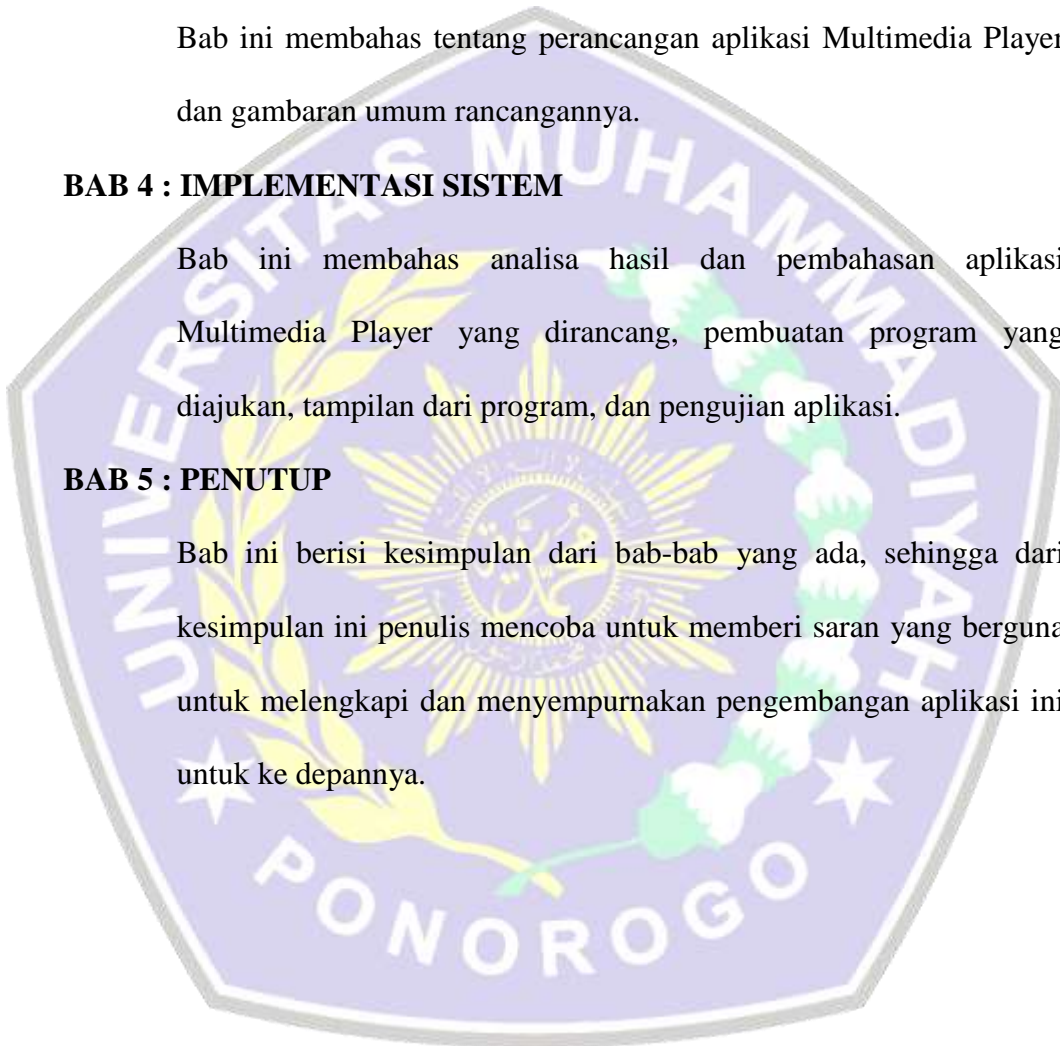 Bab ini membahas tentang perancangan aplikasi Multimedia Player
dan gambaran umum rancangannya.
BAB 4 : IMPLEMENTASI SISTEM
Bab ini membahas analisa hasil dan pembahasan aplikasi
Multimedia Player yang dirancang, pembuatan program yang
diajukan, tampilan dari program, dan pengujian aplikasi.
BAB 5 : PENUTUP
Bab ini berisi kesimpulan dari bab-bab yang ada, sehingga dari
kesimpulan ini penulis mencoba untuk memberi saran yang berguna
untuk melengkapi dan menyempurnakan pengembangan aplikasi ini
untuk ke depannya.
UNIVERSITAS MUHAMMADIYAH
PONOROGO